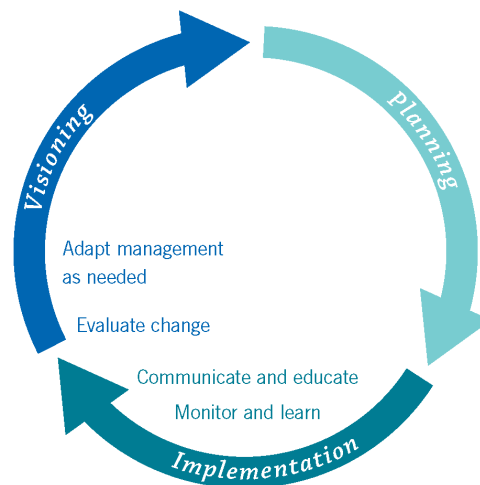 Visioning
Planning
Adapt management
as needed
Evaluate change
Communicate and educate
Monitor and learn
Implementation